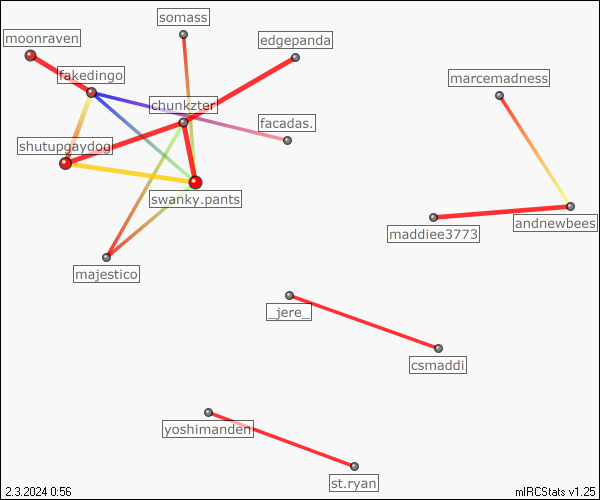 somass
moonraven
edgepanda
fakedingo
marcemadness
chunkzter
facadas.
shutupgaydog
swanky.pants
andnewbees
maddiee3773
majestico
_jere_
csmaddi
yoshimanden
st.ryan
2.3.2024 0:56
mIRCStats v1.25